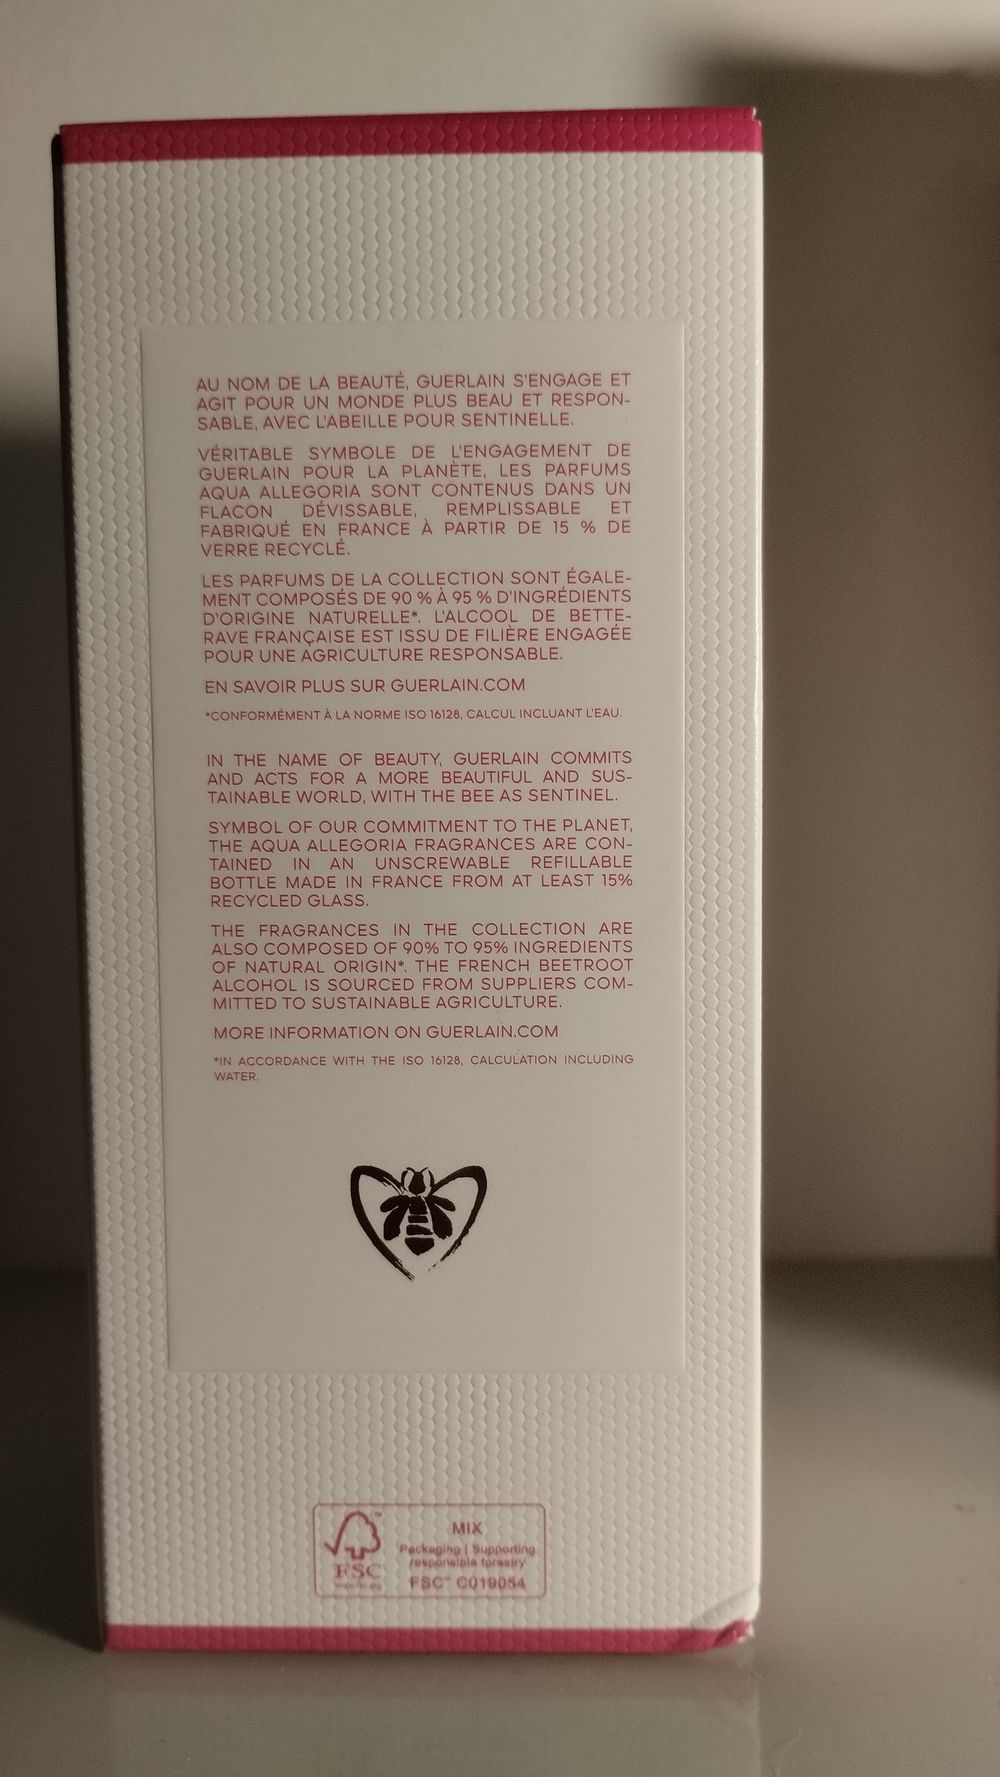 AU NOM DE LA BEAUTÉ, GUERLAIN S'ENGAGE ET
AGIT POUR UN MONDE PLUS BEAU ET RESPON-
SABLE, AVEC L'ABEILLE POUR SENTINELLE.
VÉRITABLE SYMBOLE DE L'ENGAGEMENT DE
GUERLAIN POUR LA PLANÈTE, LES PARFUMS
AQUA ALLEGORIA SONT CONTENUS DANS UN
FLACON DÉVISSABLE, REMPLISSABLE ET
FABRIQUÉ EN FRANCE À PARTIR DE 15 % DE
VERRE RECYCLÉ.
LES PARFUMS DE LA COLLECTION SONT ÉGALE-
MENT COMPOSÉS DE 90 % À 95 % D'INGRÉDIENTS
D'ORIGINE NATURELLE*. L'ALCOOL DE BETTE-
RAVE FRANÇAISE EST ISSU DE FILIÈRE ENGAGÉE
POUR UNE AGRICULTURE RESPONSABLE.
EN SAVOIR PLUS SUR GUERLAIN.COM
*CONFORMÉMENT À LA NORME ISO 16128, CALCUL INCLUANT L'EAU.
IN THE NAME OF BEAUTY, GUERLAIN COMMITS
AND ACTS FOR A MORE BEAUTIFUL AND SUS-
TAINABLE WORLD, WITH THE BEE AS SENTINEL.
SYMBOL OF OUR COMMITMENT TO THE PLANET,
THE AQUA ALLEGORIA FRAGRANCES ARE CON-
TAINED IN AN UNSCREWABLE REFILLABLE
BOTTLE MADE IN FRANCE FROM AT LEAST 15%
RECYCLED GLASS.
THE FRAGRANCES IN THE COLLECTION ARE
ALSO COMPOSED OF 90% TO 95% INGREDIENTS
OF NATURAL ORIGIN*. THE FRENCH BEETROOT
ALCOHOL IS SOURCED FROM SUPPLIERS COM-
MITTED TO SUSTAINABLE AGRICULTURE.
MORE INFORMATION ON GUERLAIN.COM
*IN ACCORDANCE WITH THE ISO 16128, CALCULATION INCLUDING
WATER.
MIX
Packaging | Supporting
responsible forestry
FSC™ C019054
FSC
www.fsc.org